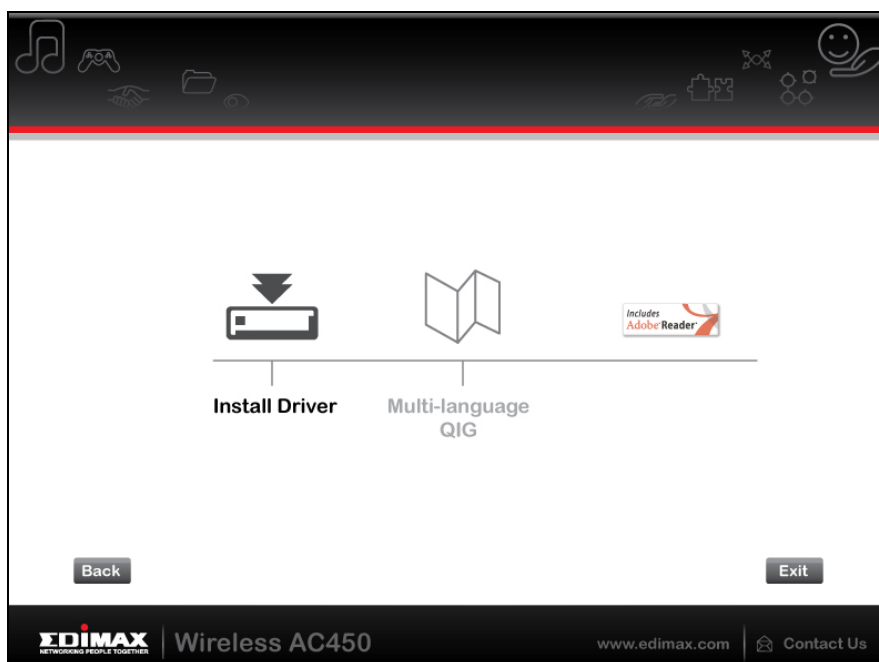 Includes
Adobe Reader
Install Driver
Multi-language
QIG
Back
Exit
EDIMAX
NETWORKING PEOPLE TOGETHER
Wireless AC450
www.edimax.com
Contact Us